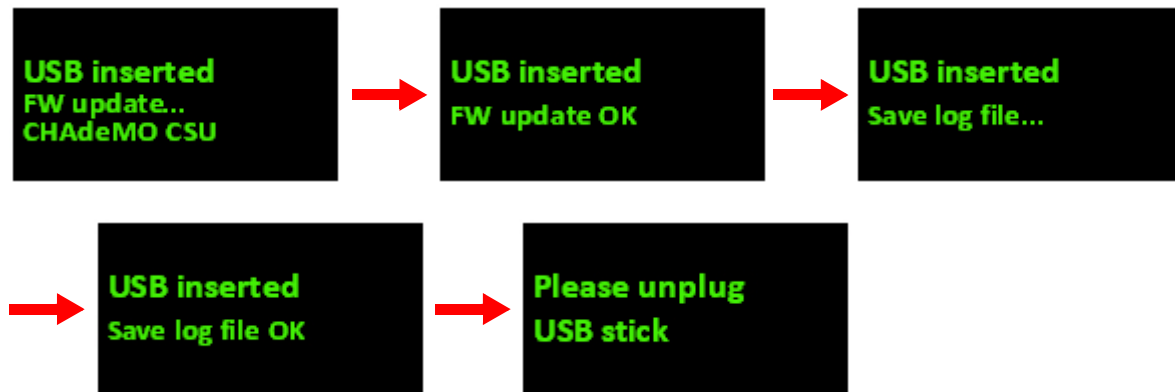 USB inserted
FW update...
CHAdeMO CSU
USB inserted
FW update OK
USB inserted
Save log file...
USB inserted
Save log file OK
Please unplug
USB stick